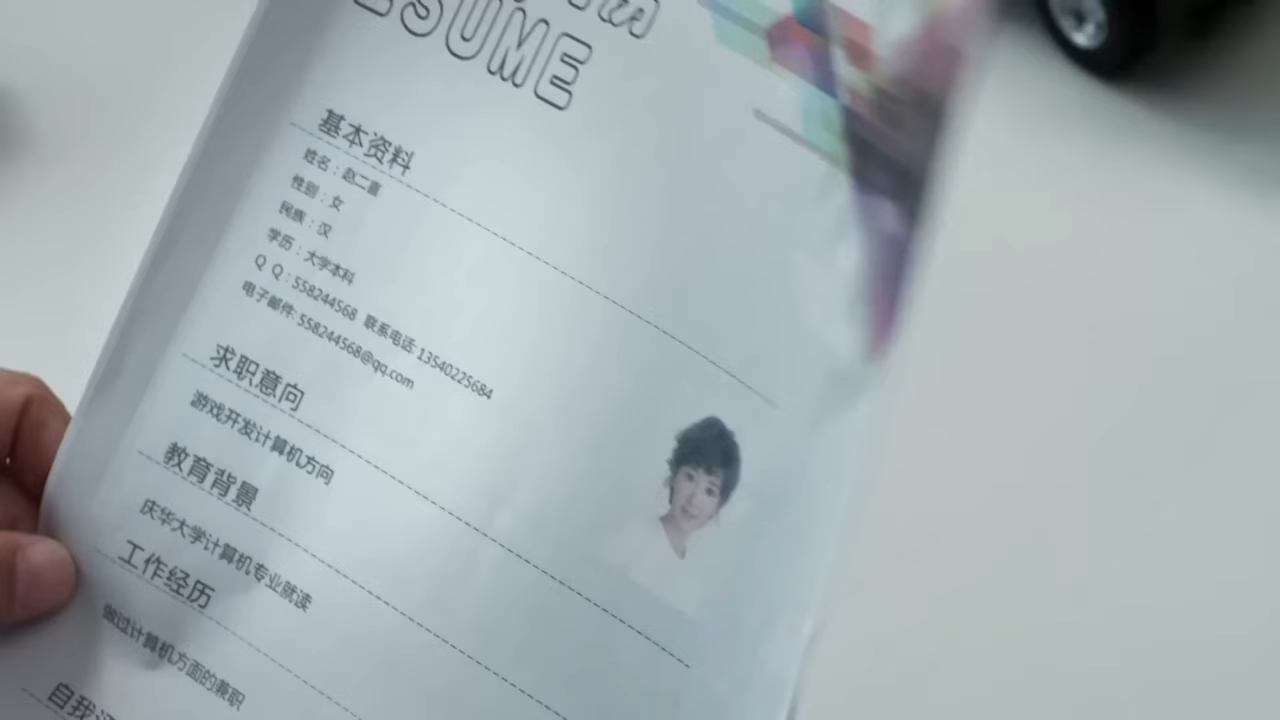 ESUME
基本资料
姓名：赵二喜
性别：女
民族：汉
学历：大学本科
Q Q：558244568 联系电话 13540225684
电子邮件: 558244568@qq.com
求职意向
游戏开发计算机方向
教育背景
庆华大学计算机专业就读
工作经历
做过计算机方面的兼职
自我